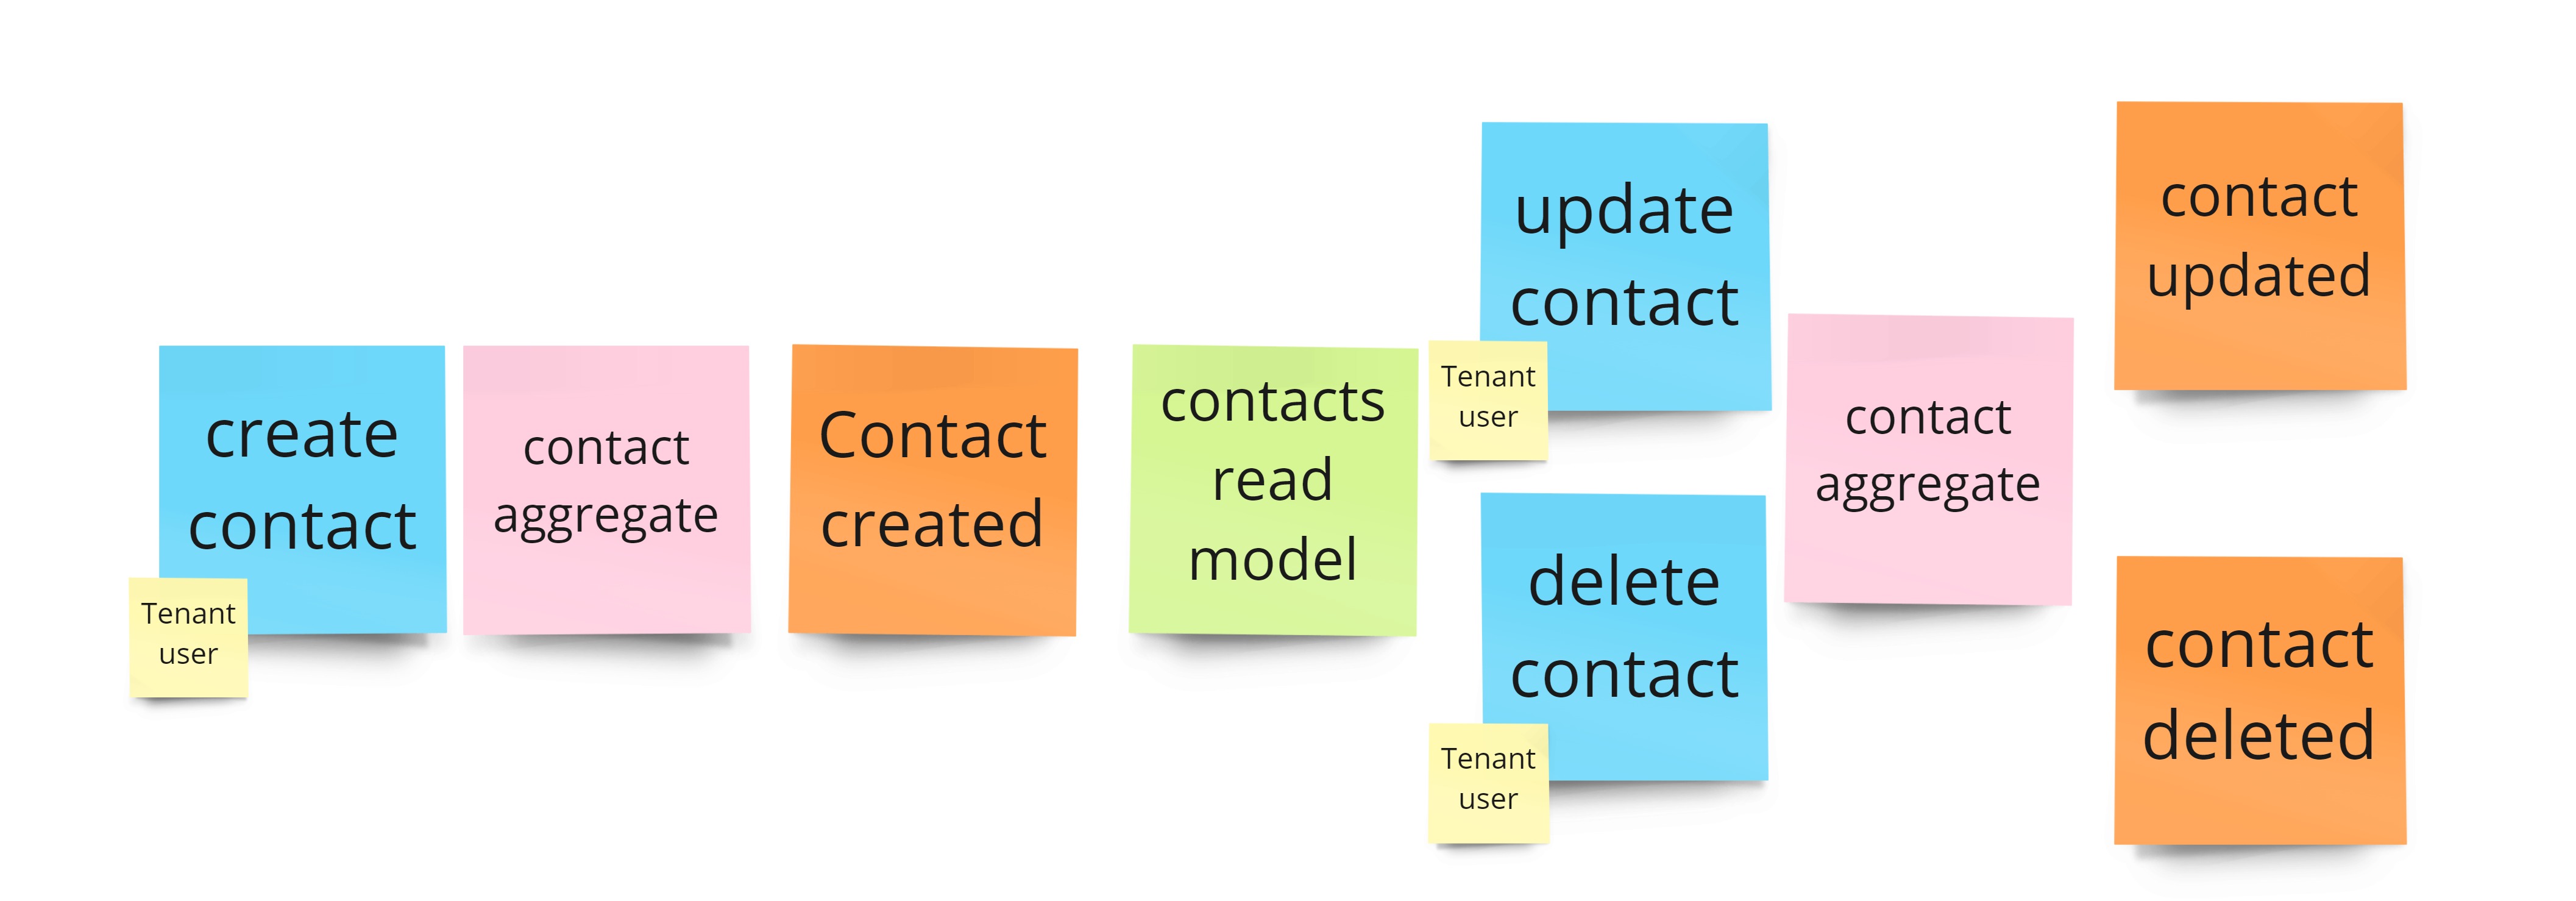 create
contact
Tenant
user
contact
aggregate
Contact
created
contacts
read
model
update
contact
Tenant
user
delete
contact
Tenant
user
contact
aggregate
contact
updated
contact
deleted